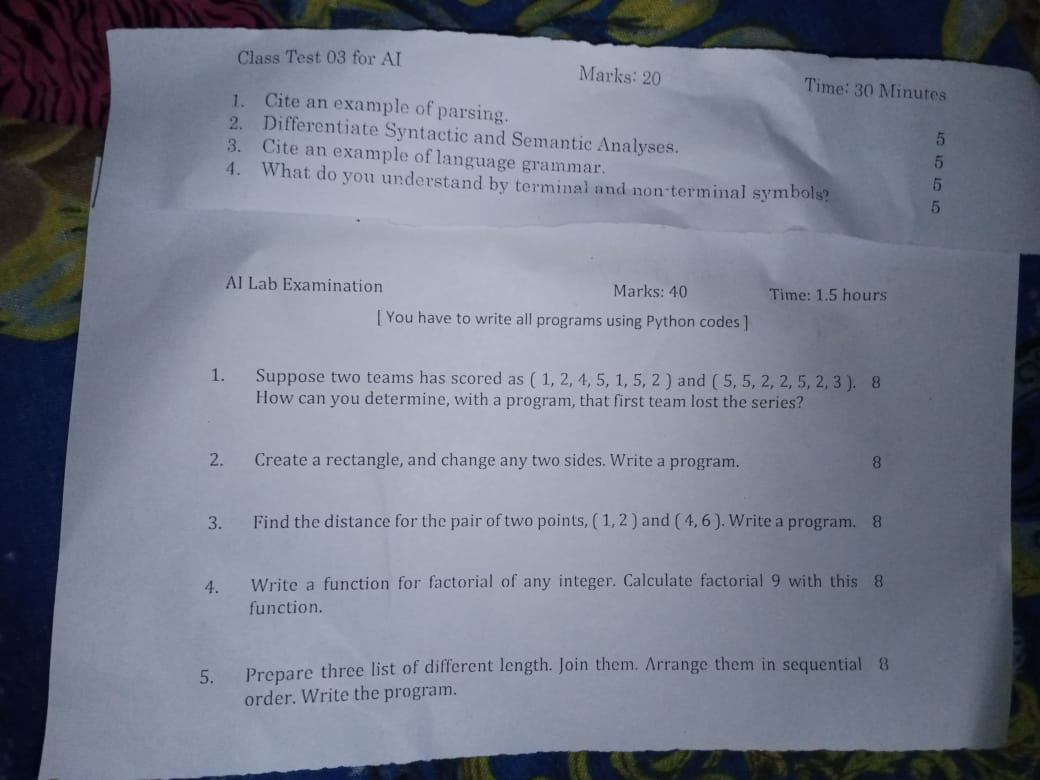 Class Test 03 for AI Marks: 20 Time: 30 Minutes
1. Cite an example of parsing. 5
2. Differentiate Syntactic and Semantic Analyses. 5
3. Cite an example of language grammar. 5
4. What do you understand by terminal and non-terminal symbols? 5
AI Lab Examination Marks: 40 Time: 1.5 hours
[ You have to write all programs using Python codes ]
1. Suppose two teams has scored as ( 1, 2, 4, 5, 1, 5, 2 ) and ( 5, 5, 2, 2, 5, 2, 3 ). 8
How can you determine, with a program, that first team lost the series?
2. Create a rectangle, and change any two sides. Write a program. 8
3. Find the distance for the pair of two points, ( 1, 2 ) and ( 4, 6 ). Write a program. 8
4. Write a function for factorial of any integer. Calculate factorial 9 with this 8
function.
5. Prepare three list of different length. Join them. Arrange them in sequential 8
order. Write the program.